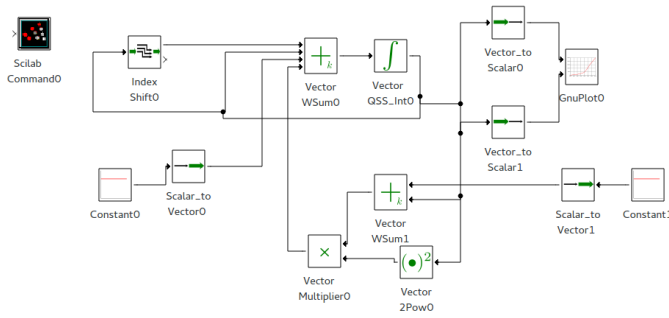 Scilab
Command0
Index
Shift0
+k
Vector
WSum0
∫
Vector
QSS_Int0
Vector_to
Scalar0
GnuPlot0
Vector_to
Scalar1
Constant0
Scalar_to
Vector0
+k
Vector
WSum1
Scalar_to
Vector1
Constant1
×
Vector
Multiplier0
(●)²
Vector
2Pow0